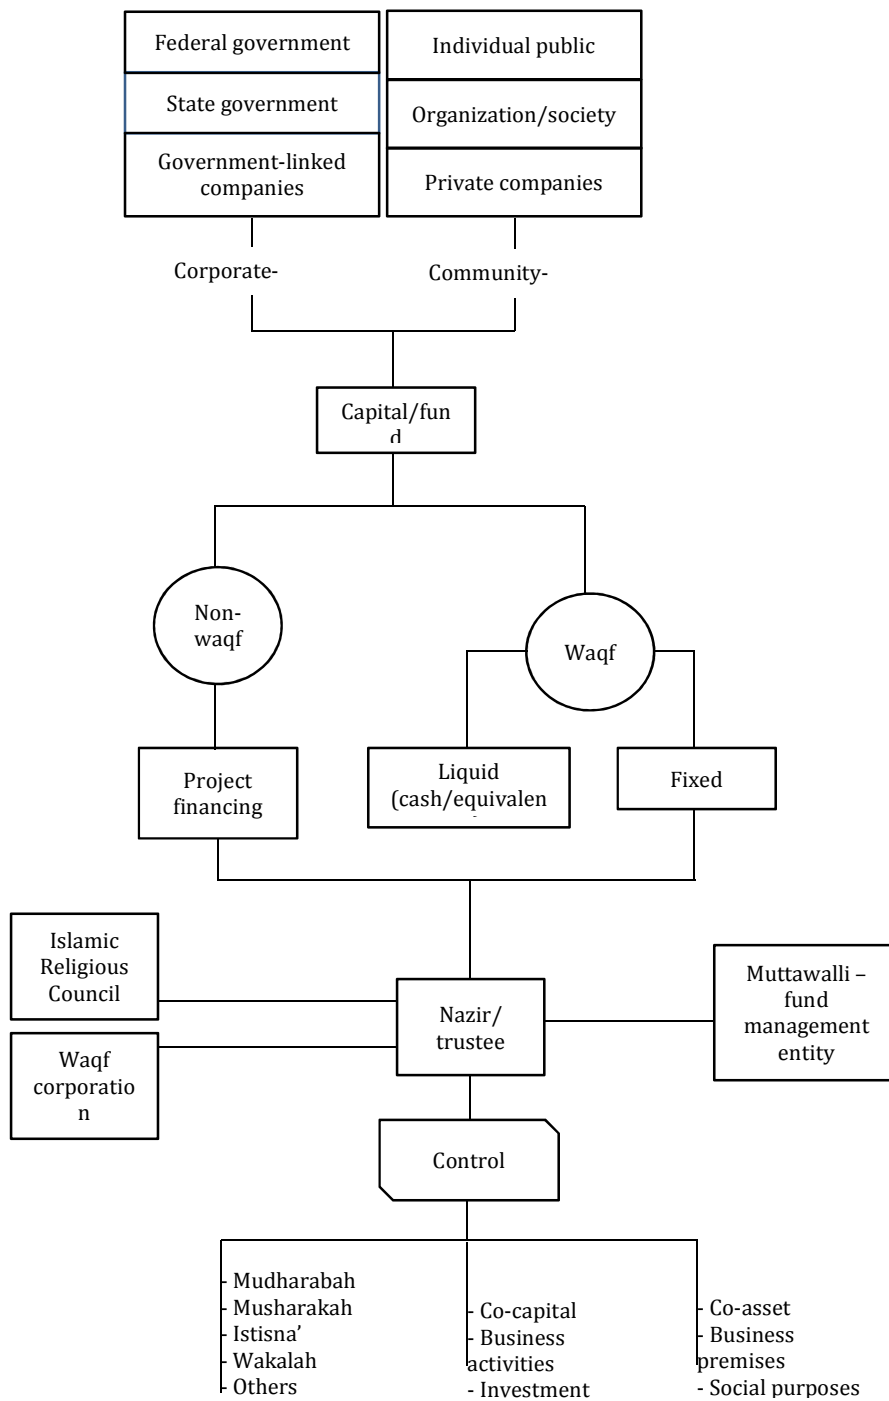 Federal government
State government
Government-linked
companies
Individual public
Organization/society
Private companies
Corporate-
Community-
Capital/fun
d
Non-
waqf
Waqf
Project
financing
Liquid
(cash/equivalen
Fixed
Islamic
Religious
Council
Waqf
corporatio
n
Nazir/
trustee
Muttawalli –
fund
management
entity
Control
- Mudharabah
- Musharakah
- Istisna’
- Wakalah
- Others
- Co-capital
- Business
activities
- Investment
- Co-asset
- Business
premises
- Social purposes